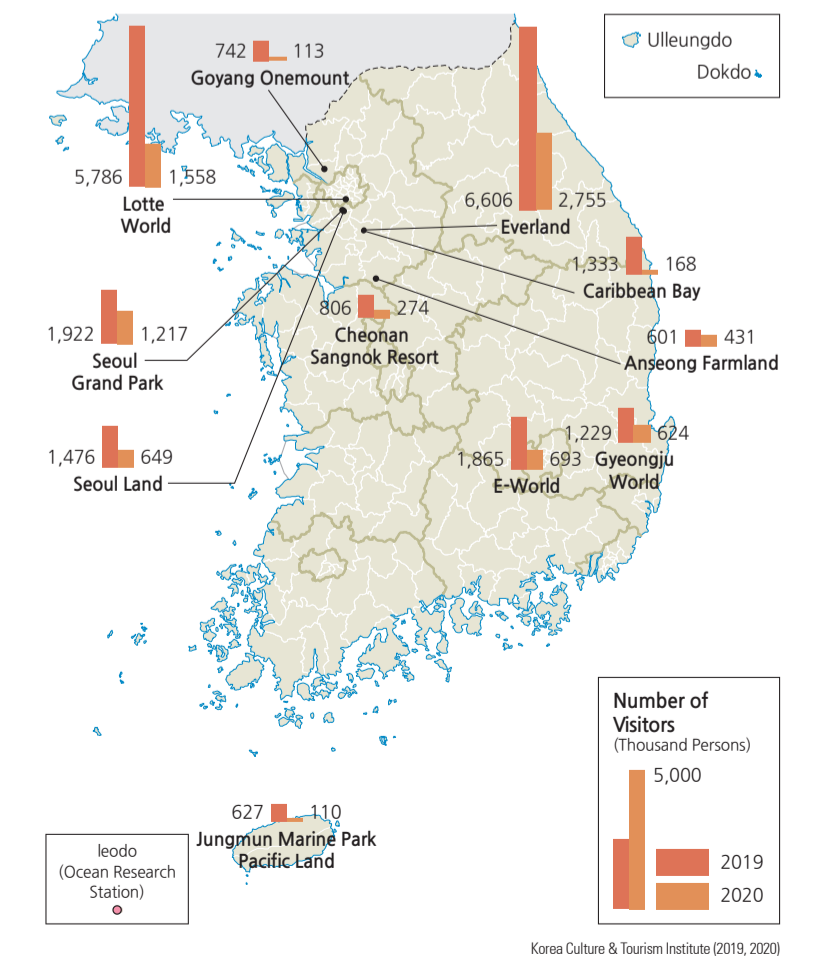 Ulleungdo
Dokdo
742 113
Goyang Onemount
5,786 1,558
Lotte
World
6,606 2,755
Everland
1,333 168
Caribbean Bay
806 274
Cheonan
Sangnok Resort
601 431
Anseong Farmland
1,922 1,217
Seoul
Grand Park
1,476 649
Seoul Land
1,865 693
E-World
1,229 624
Gyeongju
World
627 110
Jungmun Marine Park
Pacific Land
Ieodo
(Ocean Research
Station)
Number of
Visitors
(Thousand Persons)
5,000
2019
2020
Korea Culture & Tourism Institute (2019, 2020)